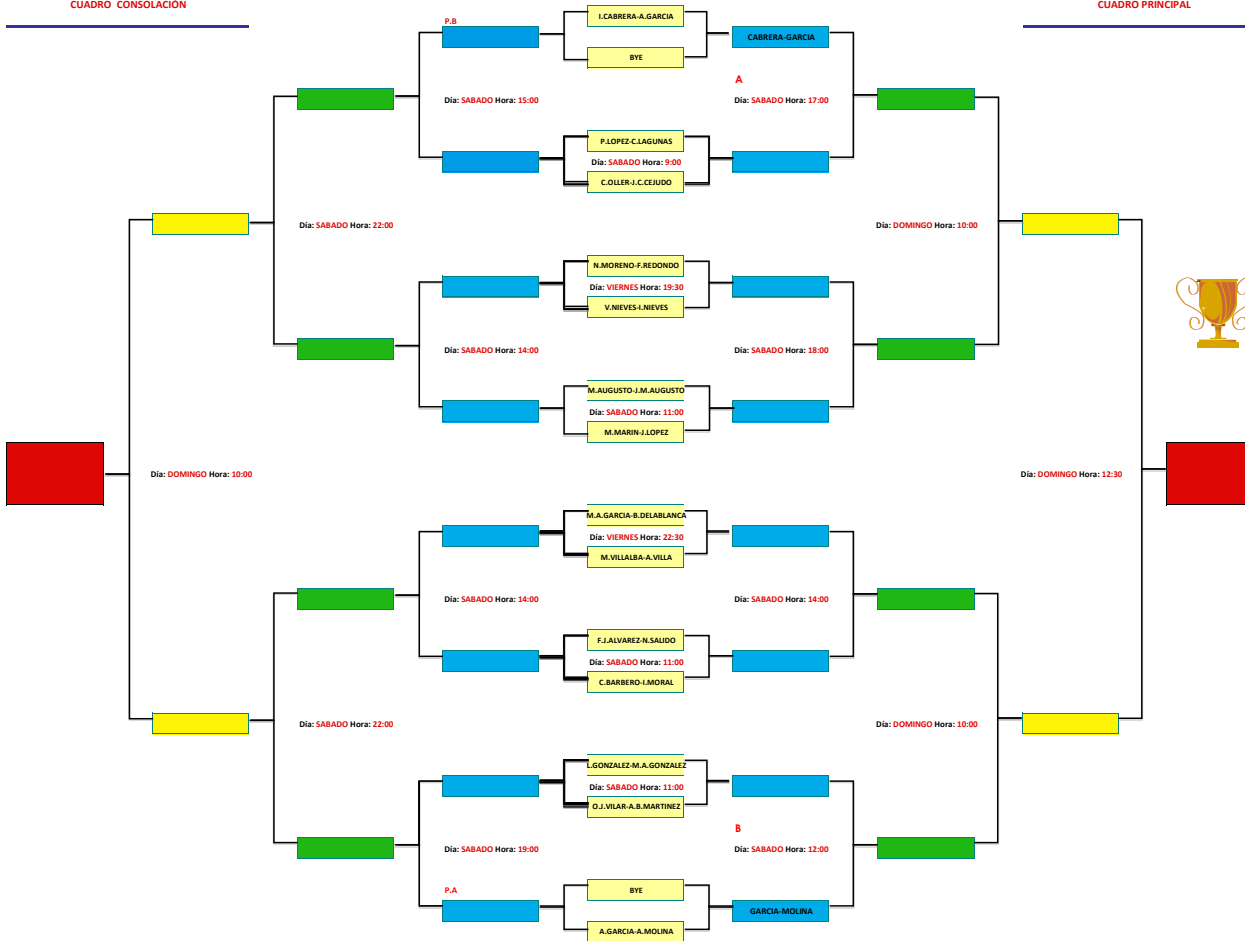 CUADRO CONSOLACIÓN
CUADRO PRINCIPAL
I.CABRERA-A.GARCIA
P.B
CABRERA-GARCIA
BYE
A
Día: SABADO Hora: 15:00
Día: SABADO Hora: 17:00
P.LOPEZ-C.LAGUNAS
Día: SABADO Hora: 9:00
C.OLLER-J.C.CEJUDO
Día: SABADO Hora: 22:00
Día: DOMINGO Hora: 10:00
N.MORENO-F.REDONDO
Día: VIERNES Hora: 19:30
V.NIEVES-I.NIEVES
Día: SABADO Hora: 14:00
Día: SABADO Hora: 18:00
M.AUGUSTO-J.M.AUGUSTO
Día: SABADO Hora: 11:00
M.MARIN-J.LOPEZ
Día: DOMINGO Hora: 10:00
Día: DOMINGO Hora: 12:30
M.A.GARCIA-B.DELABLANCA
Día: VIERNES Hora: 22:30
M.VILLALBA-A.VILLA
Día: SABADO Hora: 14:00
Día: SABADO Hora: 14:00
F.J.ALVAREZ-N.SALIDO
Día: SABADO Hora: 11:00
C.BARBERO-I.MORAL
Día: SABADO Hora: 22:00
Día: DOMINGO Hora: 10:00
L.GONZALEZ-M.A.GONZALEZ
Día: SABADO Hora: 11:00
O.J.VILAR-A.B.MARTINEZ
B
Día: SABADO Hora: 19:00
Día: SABADO Hora: 12:00
P.A
BYE
GARCIA-MOLINA
A.GARCIA-A.MOLINA